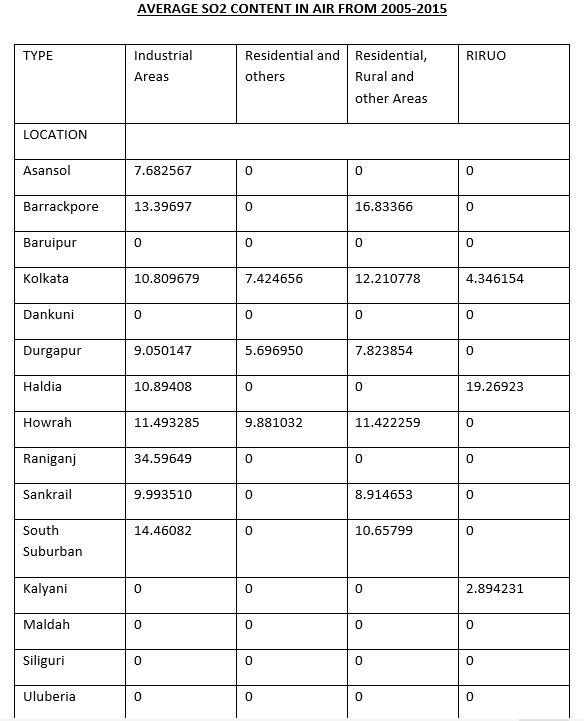 AVERAGE SO2 CONTENT IN AIR FROM 2005-2015
TYPE Industrial Areas Residential and others Residential, Rural and other Areas RIRUO
LOCATION
Asansol 7.682567 0 0 0
Barrackpore 13.39697 0 16.83366 0
Baruipur 0 0 0 0
Kolkata 10.809679 7.424656 12.210778 4.346154
Dankuni 0 0 0 0
Durgapur 9.050147 5.696950 7.823854 0
Haldia 10.89408 0 0 19.26923
Howrah 11.493285 9.881032 11.422259 0
Raniganj 34.59649 0 0 0
Sankrail 9.993510 0 8.914653 0
South Suburban 14.46082 0 10.65799 0
Kalyani 0 0 0 2.894231
Maldah 0 0 0 0
Siliguri 0 0 0 0
Uluberia 0 0 0 0